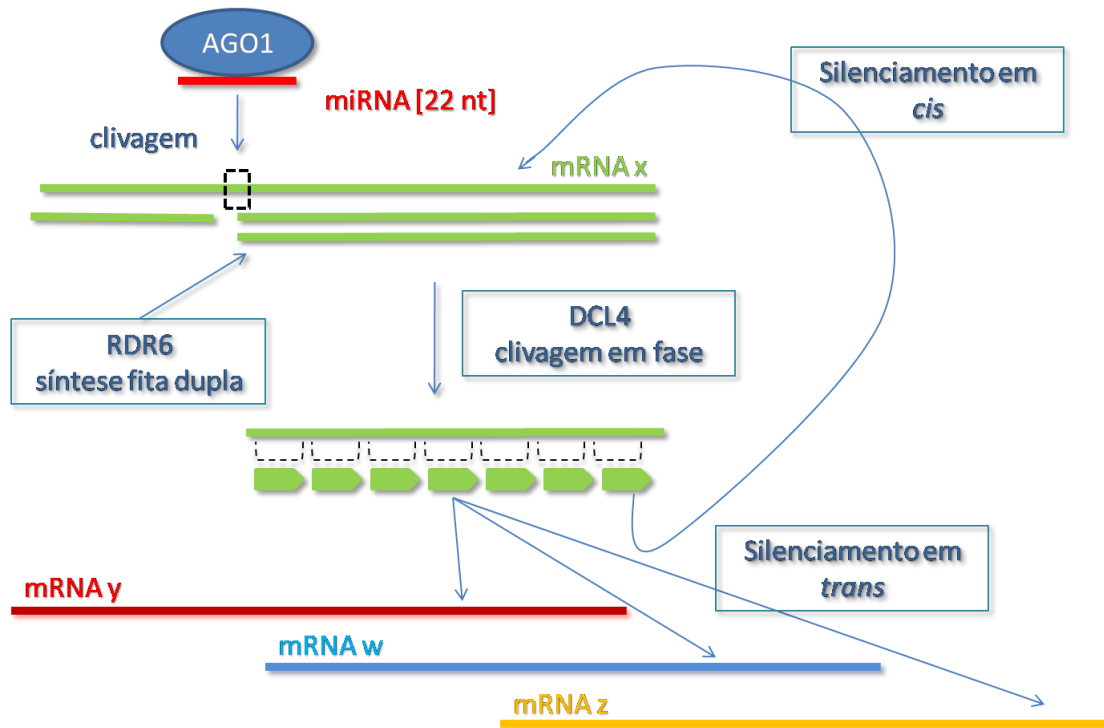 AGO1
miRNA [22 nt]
clivagem
mRNA x
Silenciamento em
cis
RDR6
síntese fita dupla
DCL4
clivagem em fase
Silenciamento em
trans
mRNA y
mRNA w
mRNA z